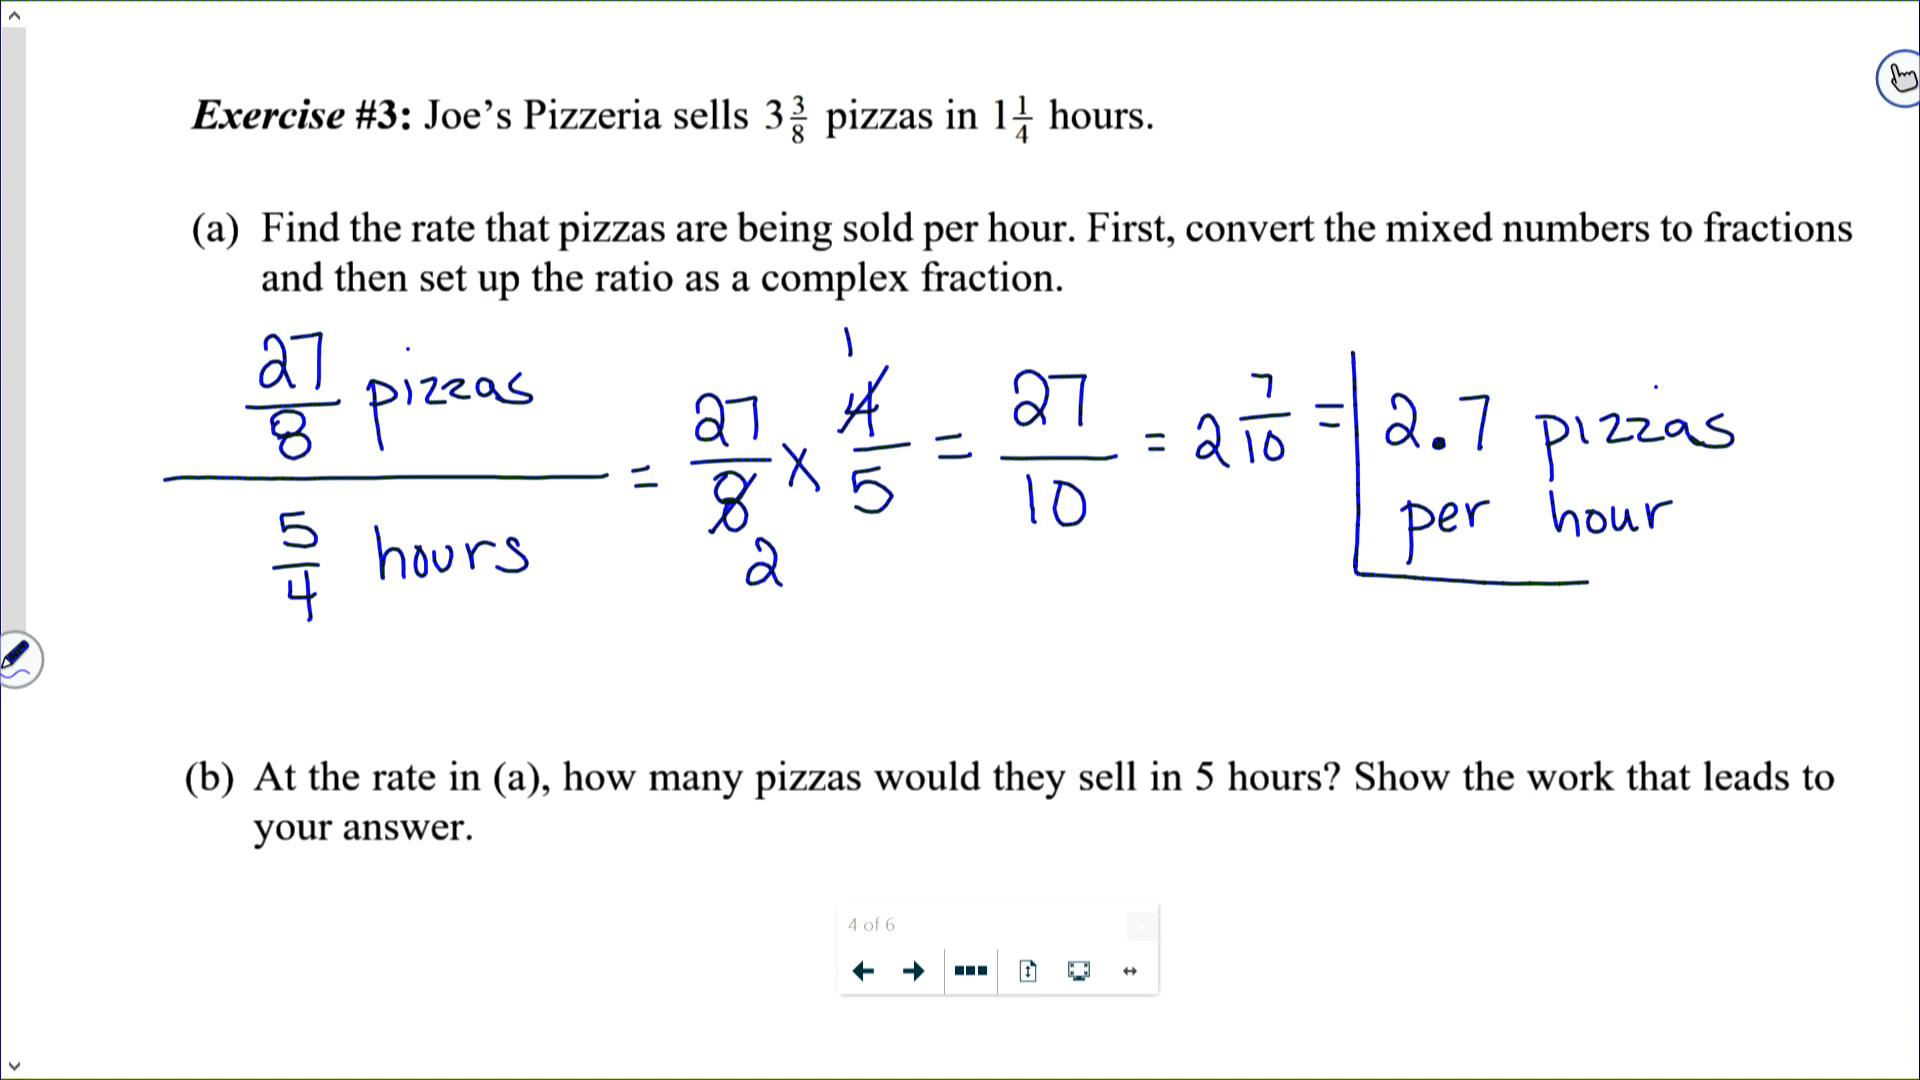 Exercise #3: Joe’s Pizzeria sells 3 3/8 pizzas in 1 1/4 hours.
(a) Find the rate that pizzas are being sold per hour. First, convert the mixed numbers to fractions
and then set up the ratio as a complex fraction.
27/8 pizzas / 5/4 hours = 27/8 2 × 4 1/5 = 27/10 = 2 7/10 = 2.7 pizzas
per hour
(b) At the rate in (a), how many pizzas would they sell in 5 hours? Show the work that leads to
your answer.
4 of 6